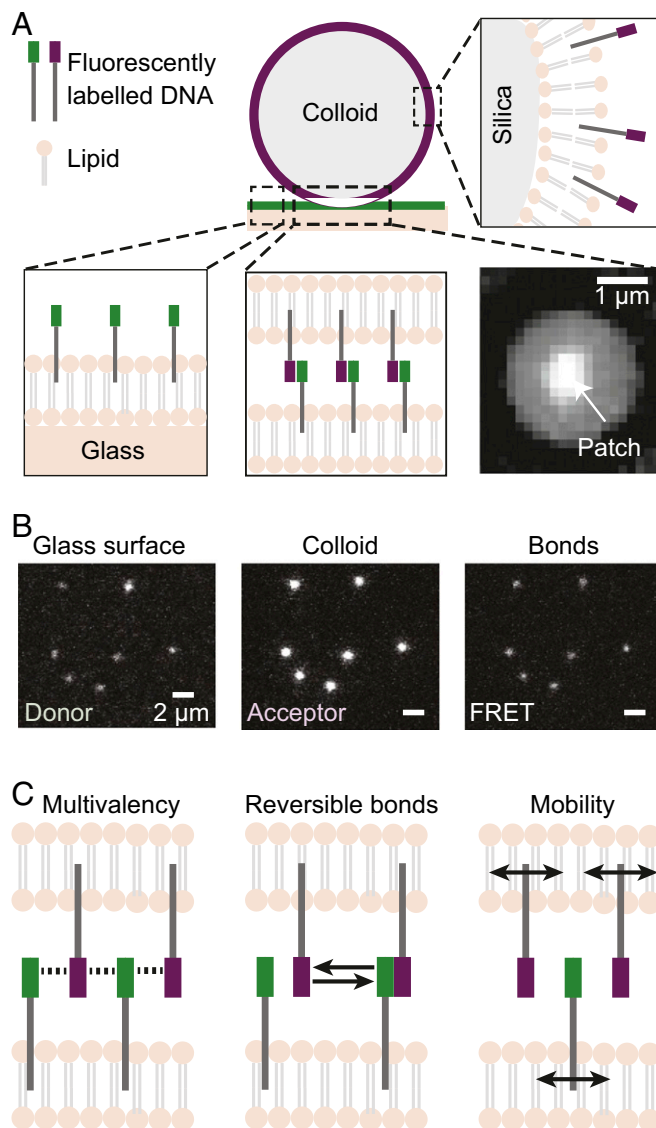 A
Fluorescently
labelled DNA
Lipid
Colloid
Silica
Glass
1 μm
Patch
B
Glass surface
Colloid
Bonds
Donor
2 μm
Acceptor
FRET
C
Multivalency
Reversible bonds
Mobility